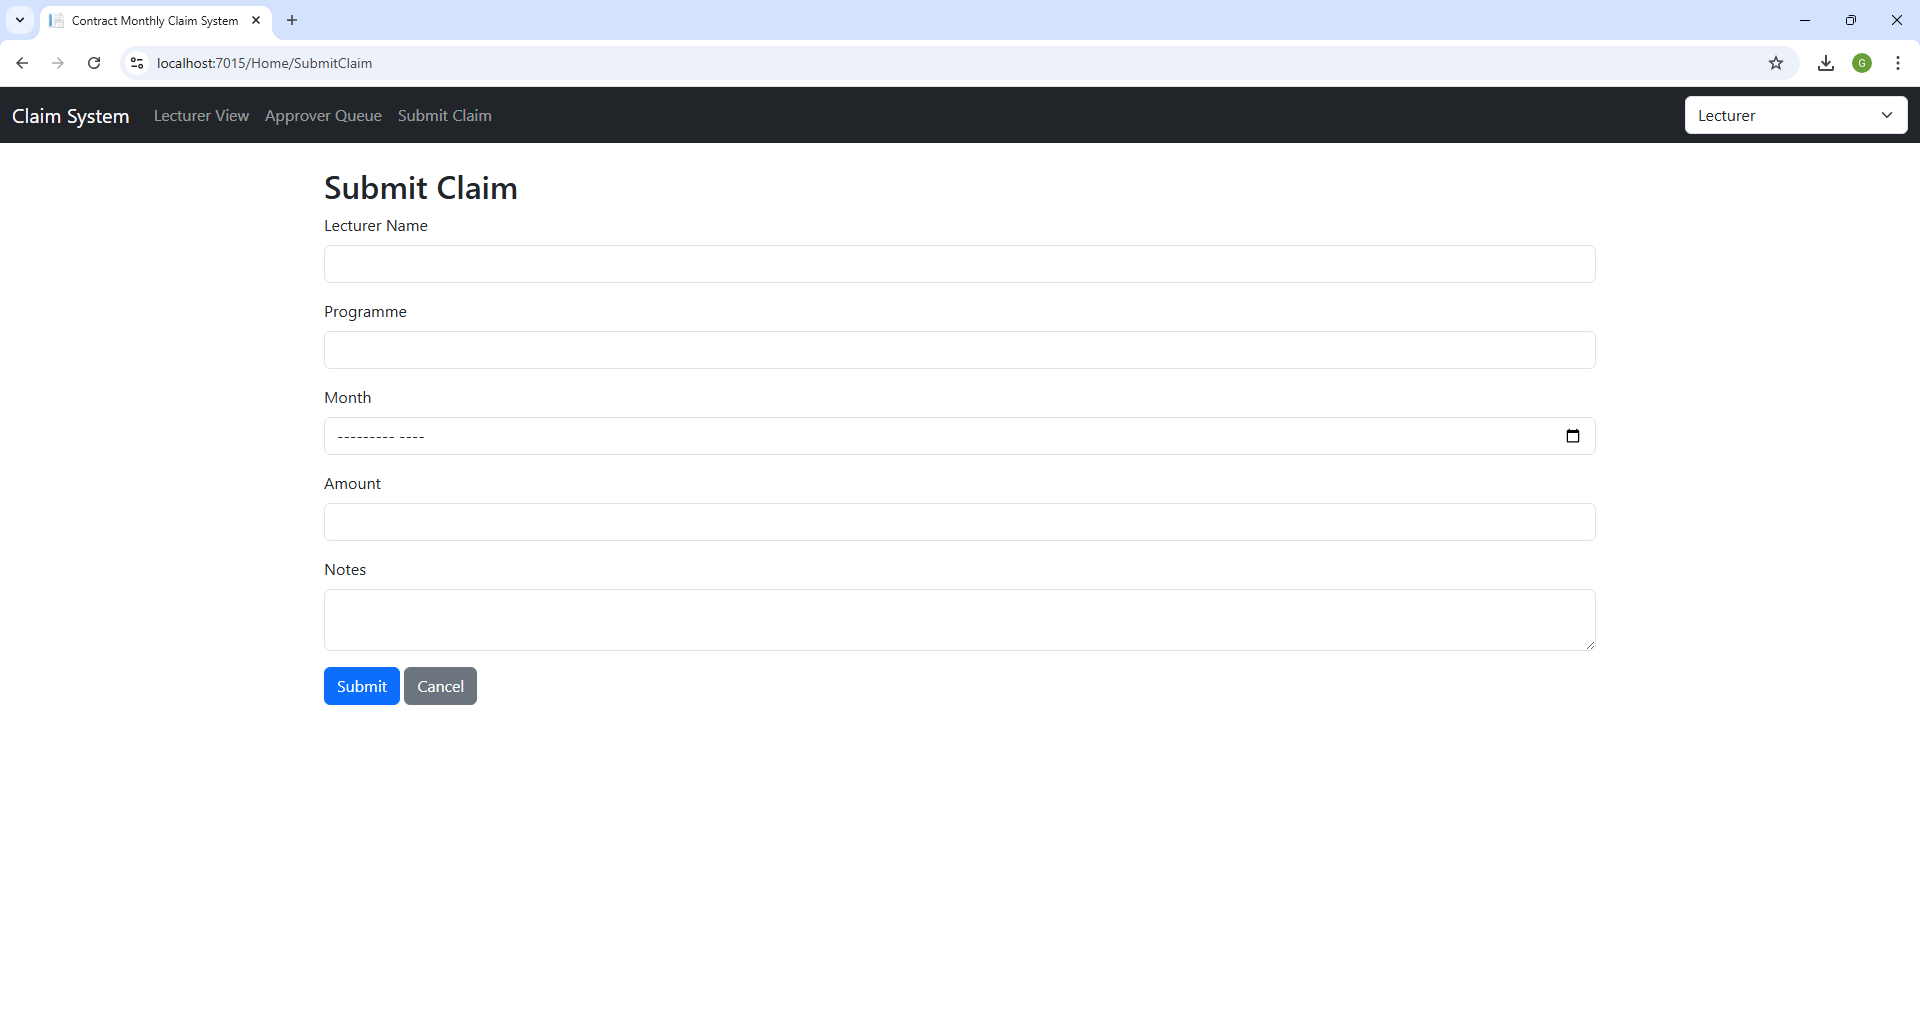 Contract Monthly Claim System
localhost:7015/Home/SubmitClaim
G
Claim System Lecturer View Approver Queue Submit Claim Lecturer
Submit Claim
Lecturer Name
Programme
Month
--------- ----
Amount
Notes
Submit Cancel